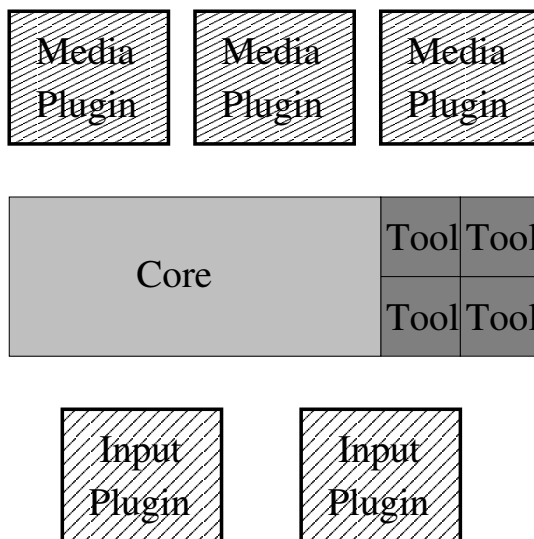 Media Media Media
Plugin Plugin Plugin
Tool Tool
Core
Tool Tool
Input Input
Plugin Plugin